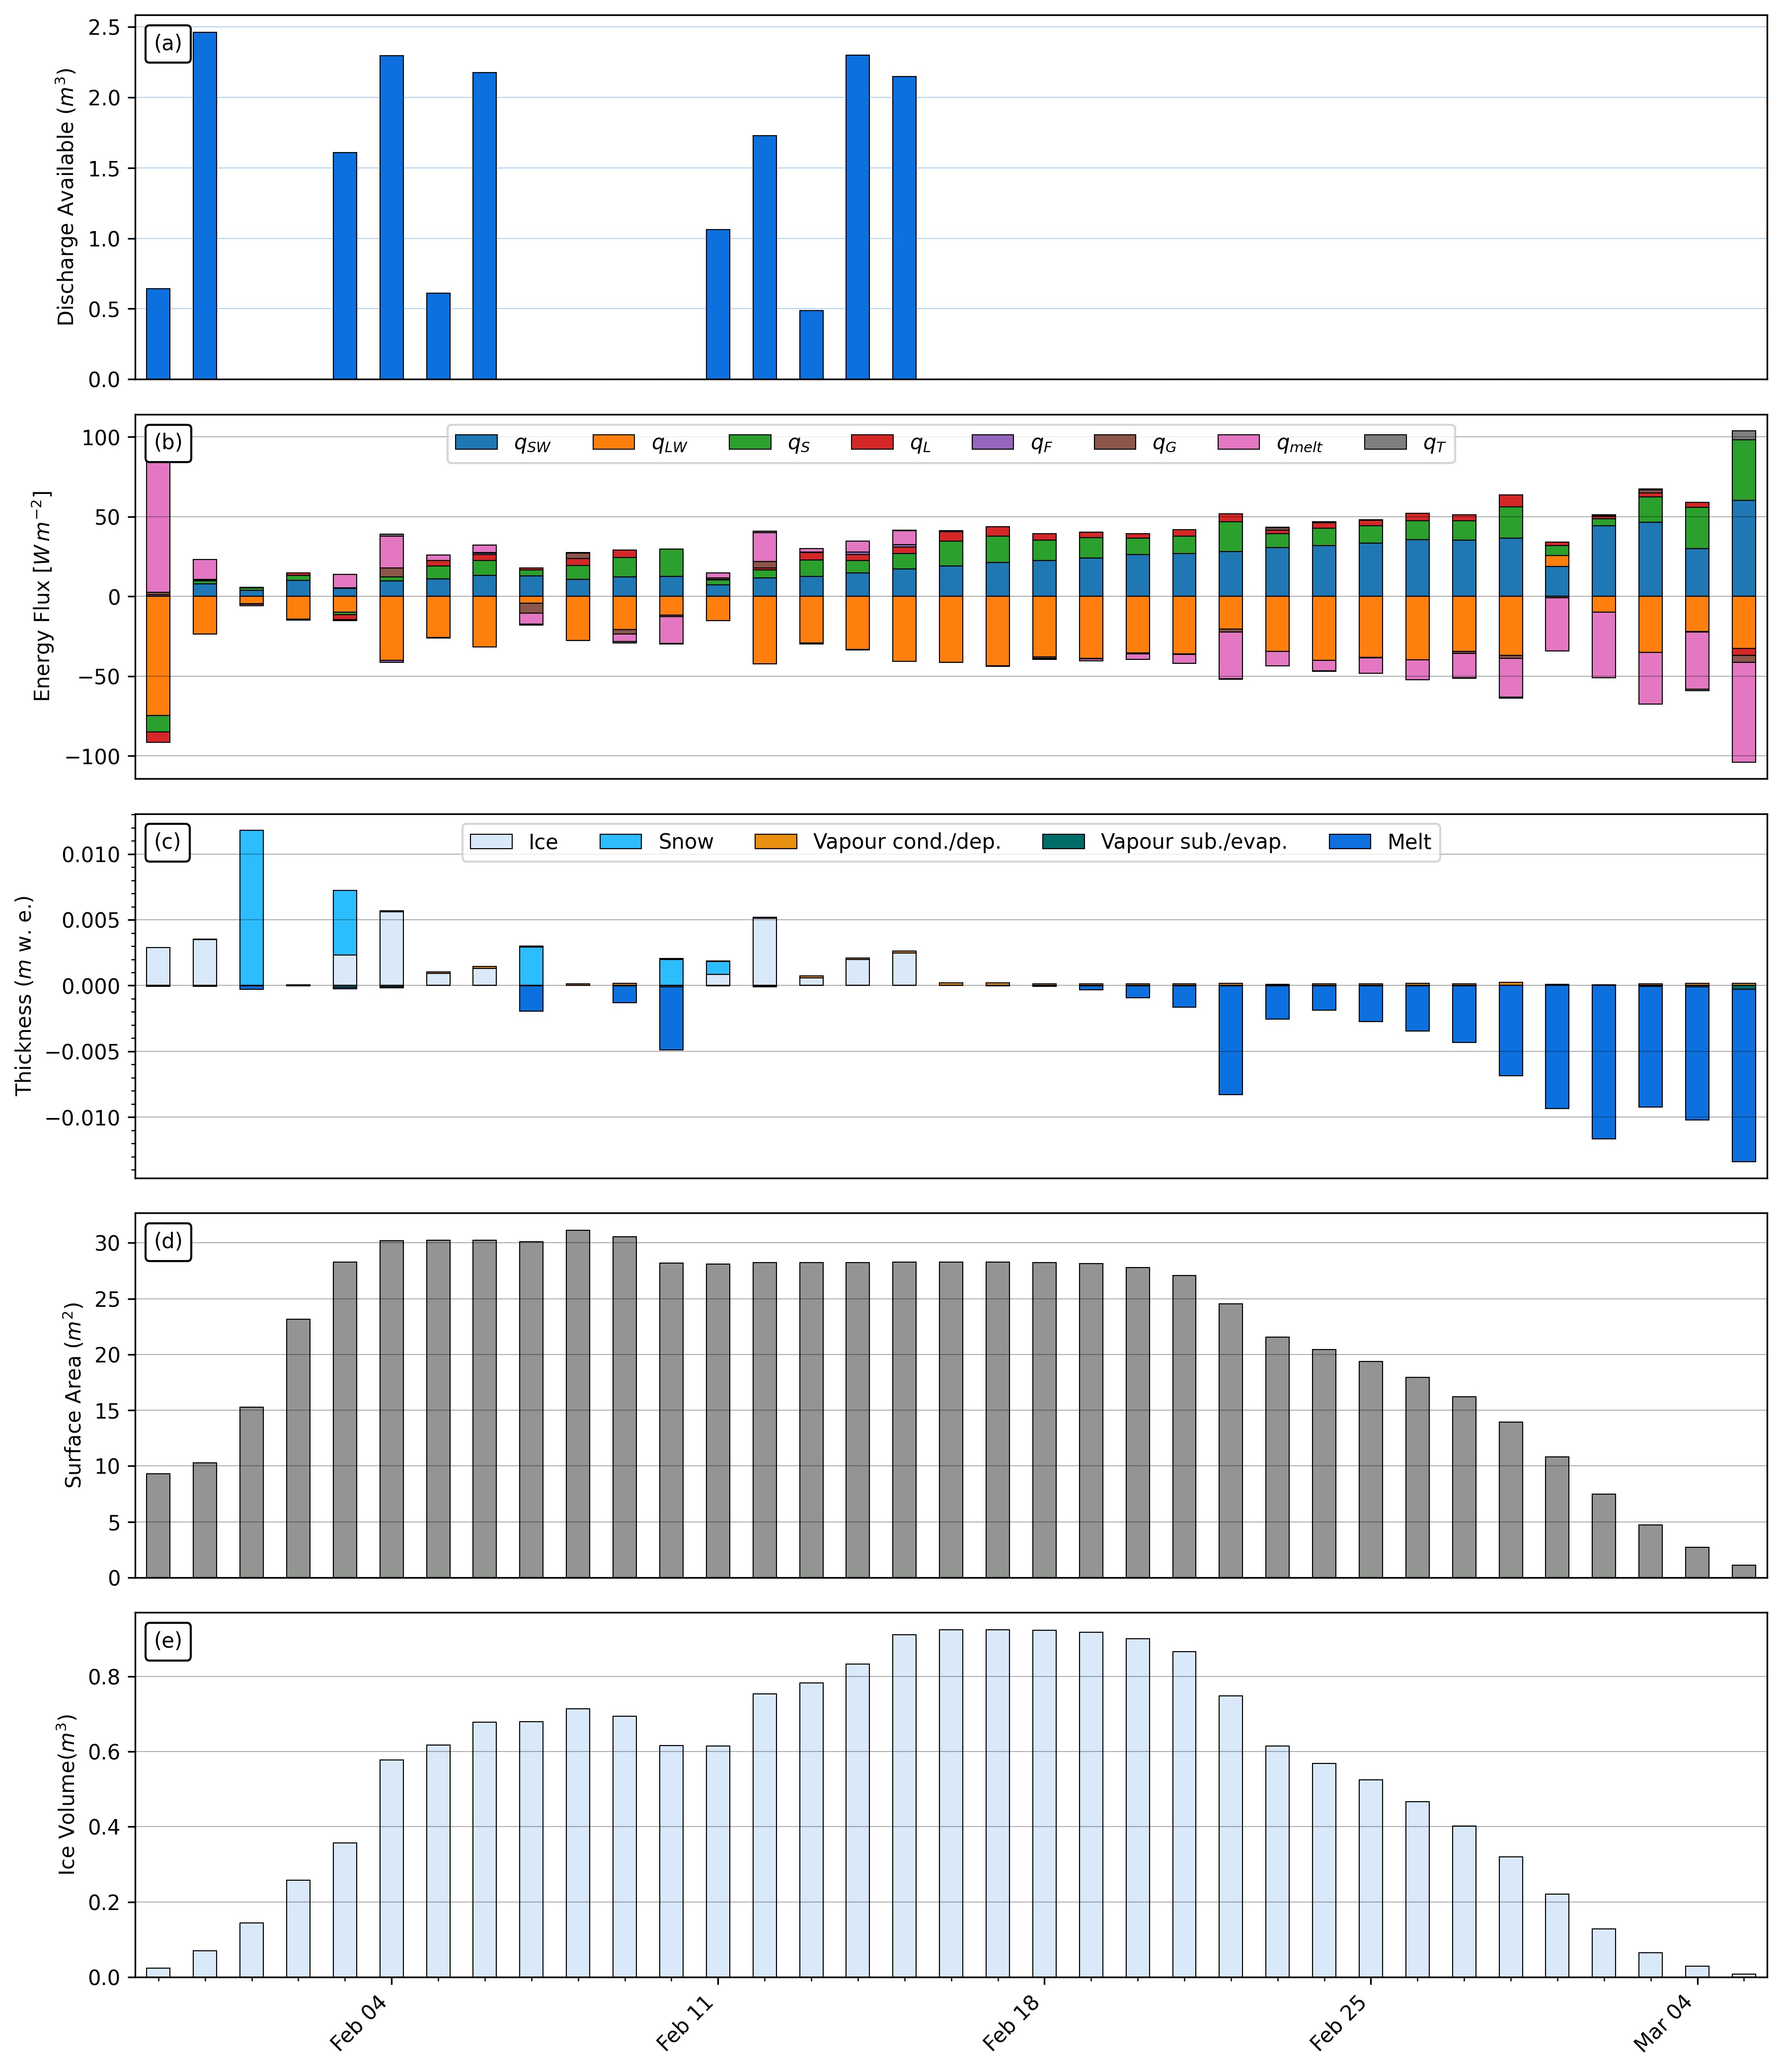 (a)
Discharge Available (m³)
2.5
2.0
1.5
1.0
0.5
0.0
(b)
q_SW q_LW q_S q_L q_F q_G q_melt q_T
Energy Flux [W m⁻²]
100
50
0
−50
−100
(c)
Ice Snow Vapour cond./dep. Vapour sub./evap. Melt
Thickness (m w. e.)
0.010
0.005
0.000
−0.005
−0.010
(d)
Surface Area (m²)
30
25
20
15
10
5
0
(e)
Ice Volume(m³)
0.8
0.6
0.4
0.2
0.0
Feb 04 Feb 11 Feb 18 Feb 25 Mar 04